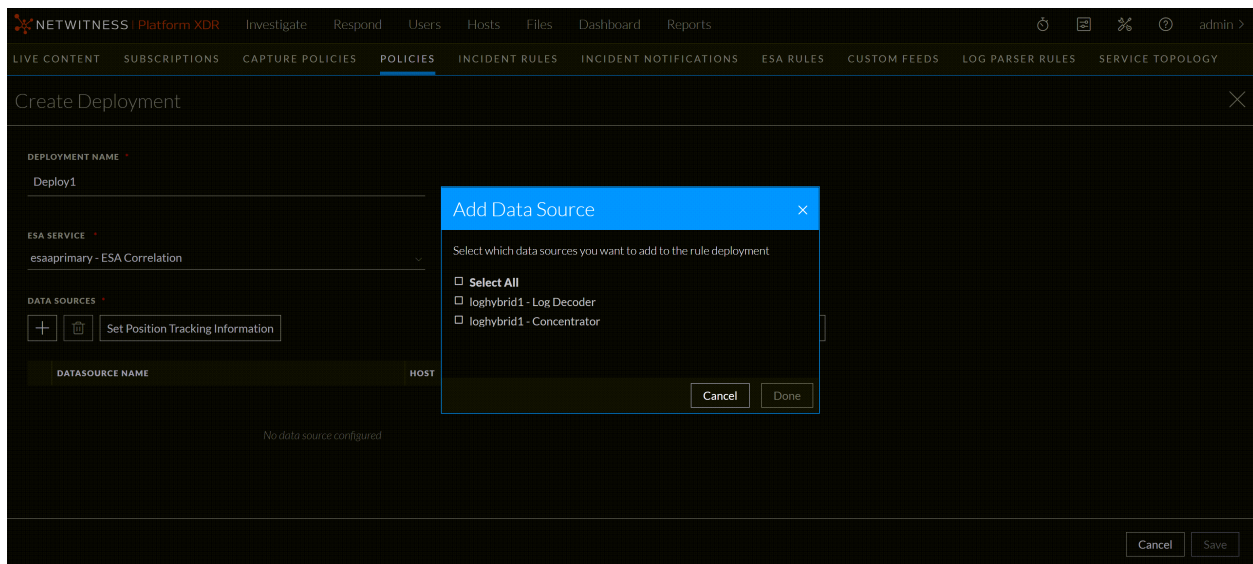 NETWITNESS Platform XDR Investigate Respond Users Hosts Files Dashboard Reports admin >
LIVE CONTENT SUBSCRIPTIONS CAPTURE POLICIES POLICIES INCIDENT RULES INCIDENT NOTIFICATIONS ESA RULES CUSTOM FEEDS LOG PARSER RULES SERVICE TOPOLOGY
Create Deployment
DEPLOYMENT NAME *
Deploy1
ESA SERVICE *
esaaprimary - ESA Correlation
DATA SOURCES *
Set Position Tracking Information
DATASOURCE NAME HOST
No data source configured
Add Data Source
Select which data sources you want to add to the rule deployment
Select All
loghybrid1 - Log Decoder
loghybrid1 - Concentrator
Cancel Done
Cancel Save